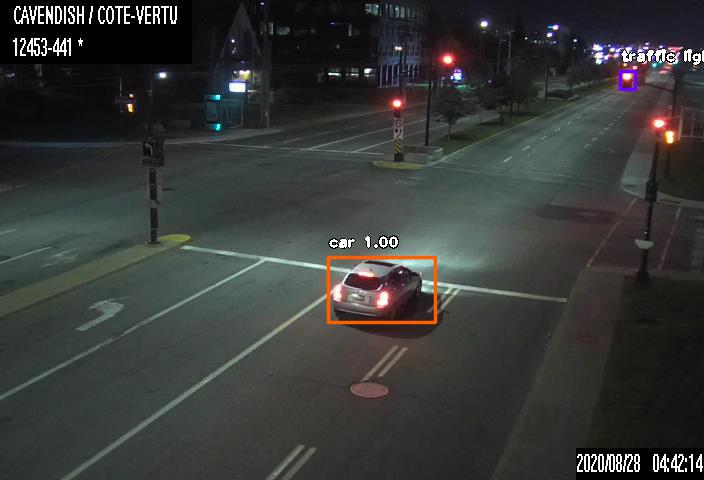 CAVENDISH / COTE-VERTU
12453-441 *
traffic lig
car 1.00
2020/08/28 04:42:14